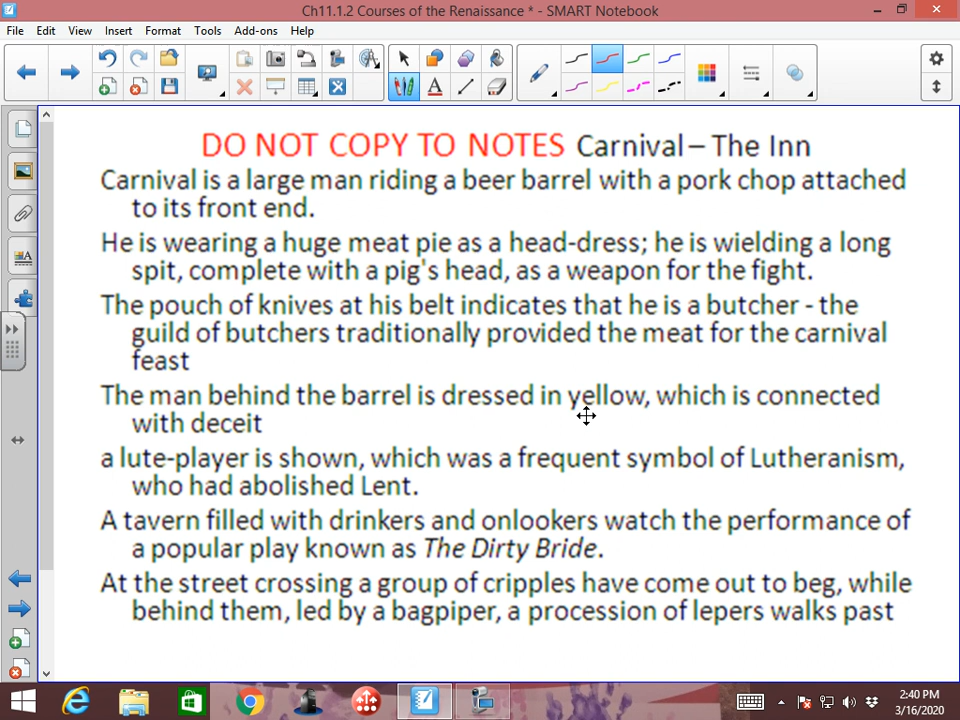 Ch11.1.2 Courses of the Renaissance * - SMART Notebook
File Edit View Insert Format Tools Add-ons Help
DO NOT COPY TO NOTES Carnival – The Inn
Carnival is a large man riding a beer barrel with a pork chop attached
to its front end.
He is wearing a huge meat pie as a head-dress; he is wielding a long
spit, complete with a pig's head, as a weapon for the fight.
The pouch of knives at his belt indicates that he is a butcher - the
guild of butchers traditionally provided the meat for the carnival
feast
The man behind the barrel is dressed in yellow, which is connected
with deceit
a lute-player is shown, which was a frequent symbol of Lutheranism,
who had abolished Lent.
A tavern filled with drinkers and onlookers watch the performance of
a popular play known as The Dirty Bride.
At the street crossing a group of cripples have come out to beg, while
behind them, led by a bagpiper, a procession of lepers walks past
2:40 PM
3/16/2020